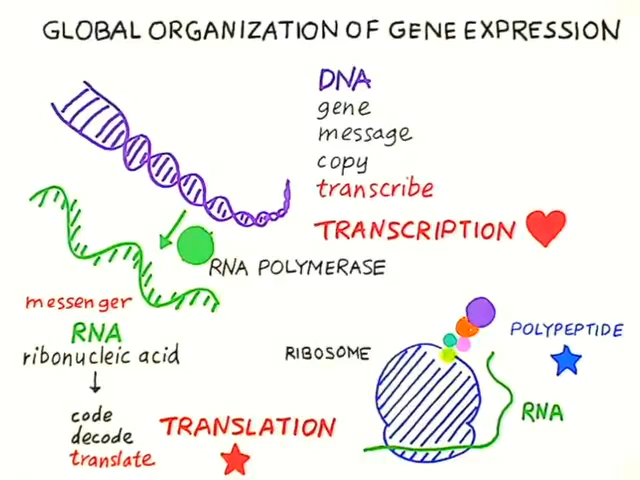 GLOBAL ORGANIZATION OF GENE EXPRESSION
DNA
gene
message
copy
transcribe
TRANSCRIPTION
RNA POLYMERASE
messenger
RNA
ribonucleic acid
code
decode
translate
TRANSLATION
RIBOSOME
POLYPEPTIDE
RNA